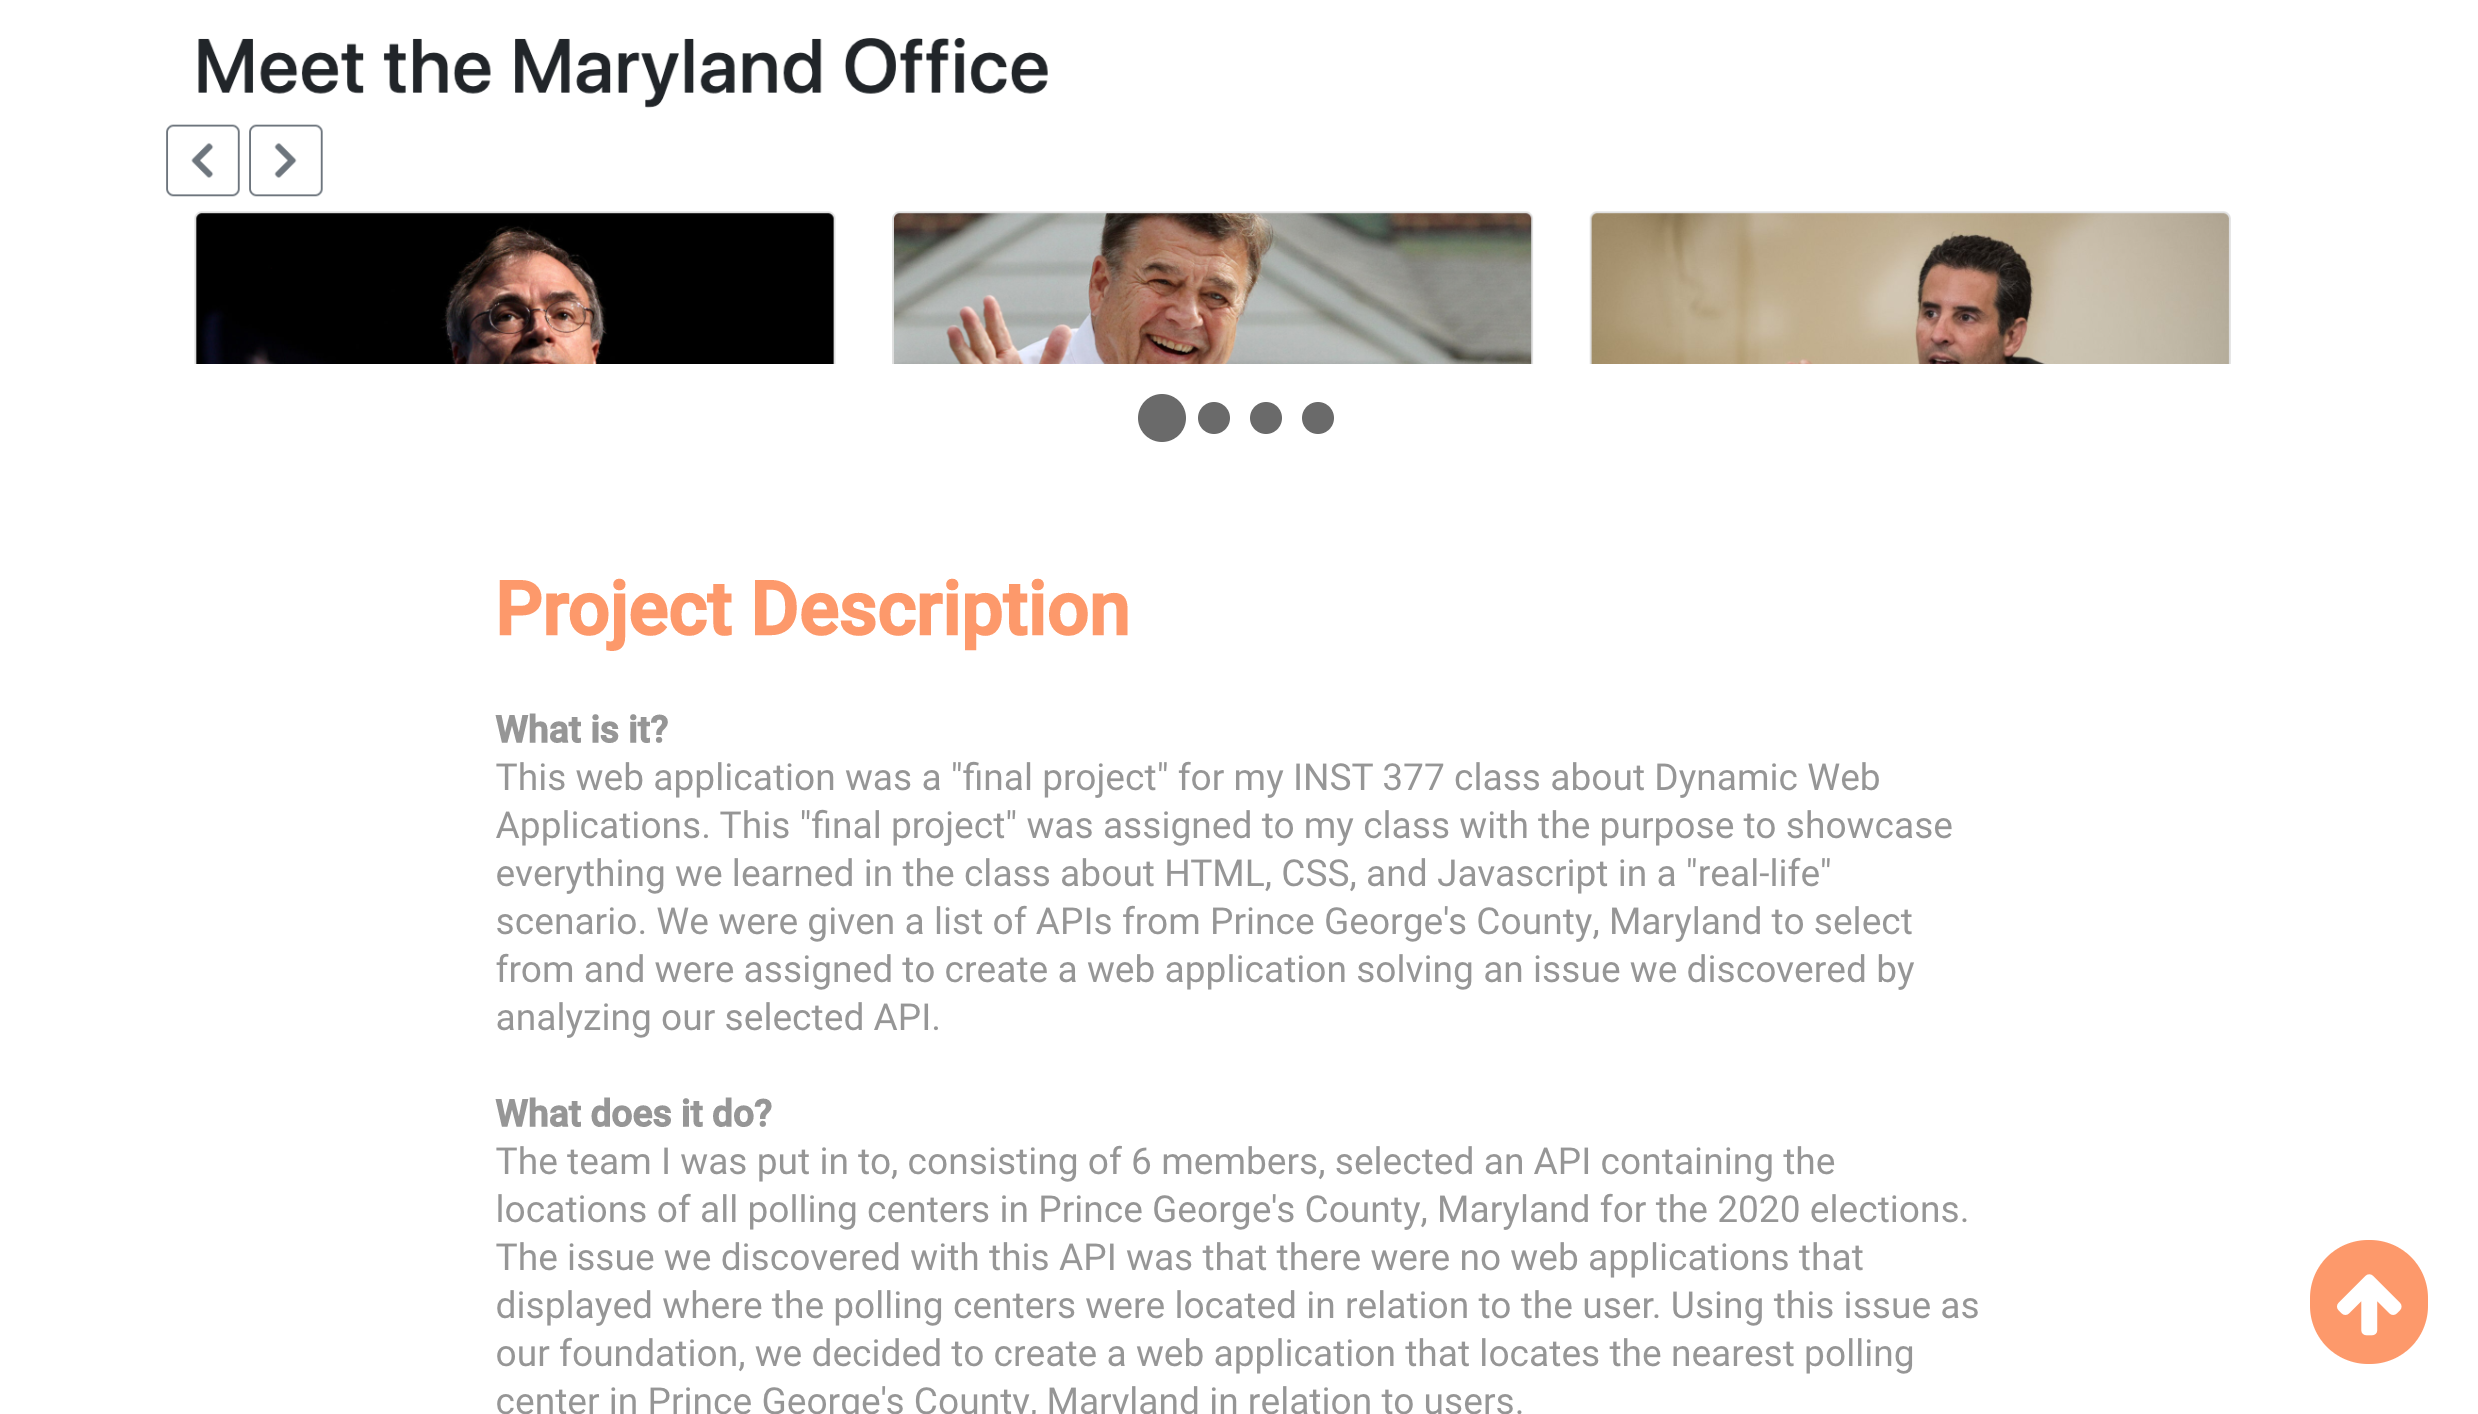 Meet the Maryland Office
Project Description
What is it?
This web application was a "final project" for my INST 377 class about Dynamic Web
Applications. This "final project" was assigned to my class with the purpose to showcase
everything we learned in the class about HTML, CSS, and Javascript in a "real-life"
scenario. We were given a list of APIs from Prince George's County, Maryland to select
from and were assigned to create a web application solving an issue we discovered by
analyzing our selected API.
What does it do?
The team I was put in to, consisting of 6 members, selected an API containing the
locations of all polling centers in Prince George's County, Maryland for the 2020 elections.
The issue we discovered with this API was that there were no web applications that
displayed where the polling centers were located in relation to the user. Using this issue as
our foundation, we decided to create a web application that locates the nearest polling
center in Prince George's County, Maryland in relation to users.